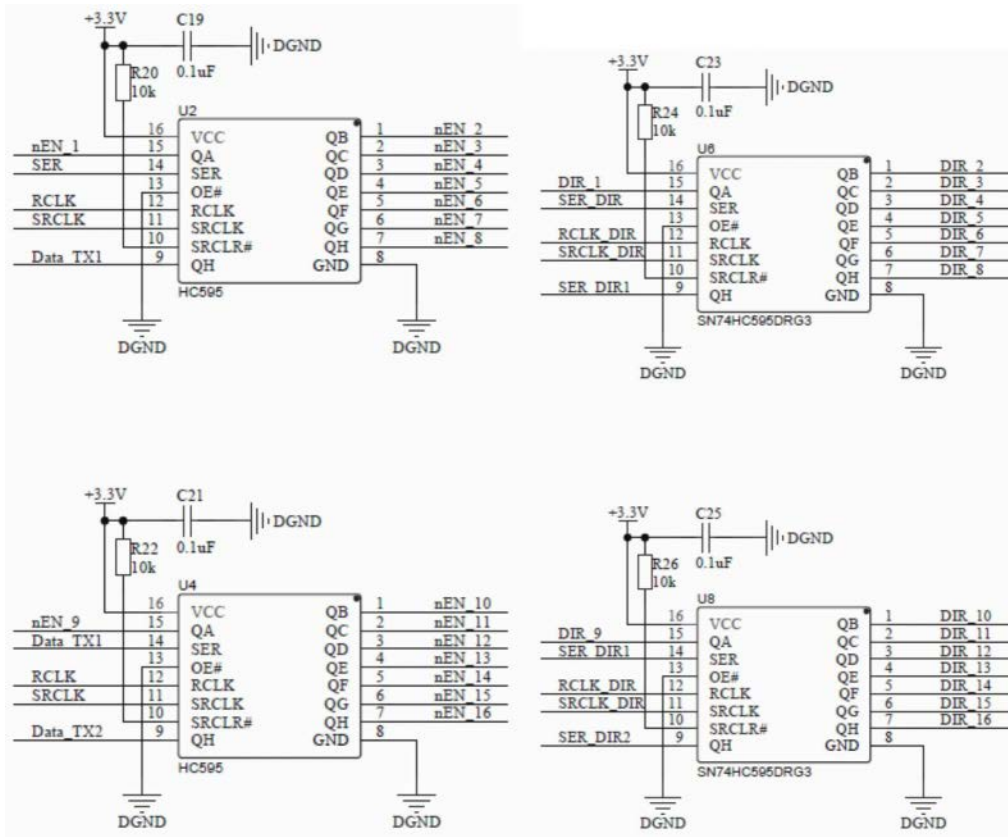 +3.3V
C19
DGND
0.1uF
R20
10k
U2
16 VCC QB 1 nEN_2
nEN_1 15 QA QC 2 nEN_3
SER 14 SER QD 3 nEN_4
13 OE# QE 4 nEN_5
RCLK 12 RCLK QF 5 nEN_6
SRCLK 11 SRCLK QG 6 nEN_7
10 SRCLR# QH 7 nEN_8
Data_TX1 9 QH GND 8
HC595
DGND
DGND
+3.3V
C23
DGND
0.1uF
R24
10k
U6
16 VCC QB 1 DIR_2
DIR_1 15 QA QC 2 DIR_3
SER_DIR 14 SER QD 3 DIR_4
13 OE# QE 4 DIR_5
RCLK_DIR 12 RCLK QF 5 DIR_6
SRCLK_DIR 11 SRCLK QG 6 DIR_7
10 SRCLR# QH 7 DIR_8
SER_DIR1 9 QH GND 8
SN74HC595DRG3
DGND
DGND
+3.3V
C21
DGND
0.1uF
R22
10k
U4
16 VCC QB 1 nEN_10
nEN_9 15 QA QC 2 nEN_11
Data_TX1 14 SER QD 3 nEN_12
13 OE# QE 4 nEN_13
RCLK 12 RCLK QF 5 nEN_14
SRCLK 11 SRCLK QG 6 nEN_15
10 SRCLR# QH 7 nEN_16
Data_TX2 9 QH GND 8
HC595
DGND
DGND
+3.3V
C25
DGND
0.1uF
R26
10k
U8
16 VCC QB 1 DIR_10
DIR_9 15 QA QC 2 DIR_11
SER_DIR1 14 SER QD 3 DIR_12
13 OE# QE 4 DIR_13
RCLK_DIR 12 RCLK QF 5 DIR_14
SRCLK_DIR 11 SRCLK QG 6 DIR_15
10 SRCLR# QH 7 DIR_16
SER_DIR2 9 QH GND 8
SN74HC595DRG3
DGND
DGND